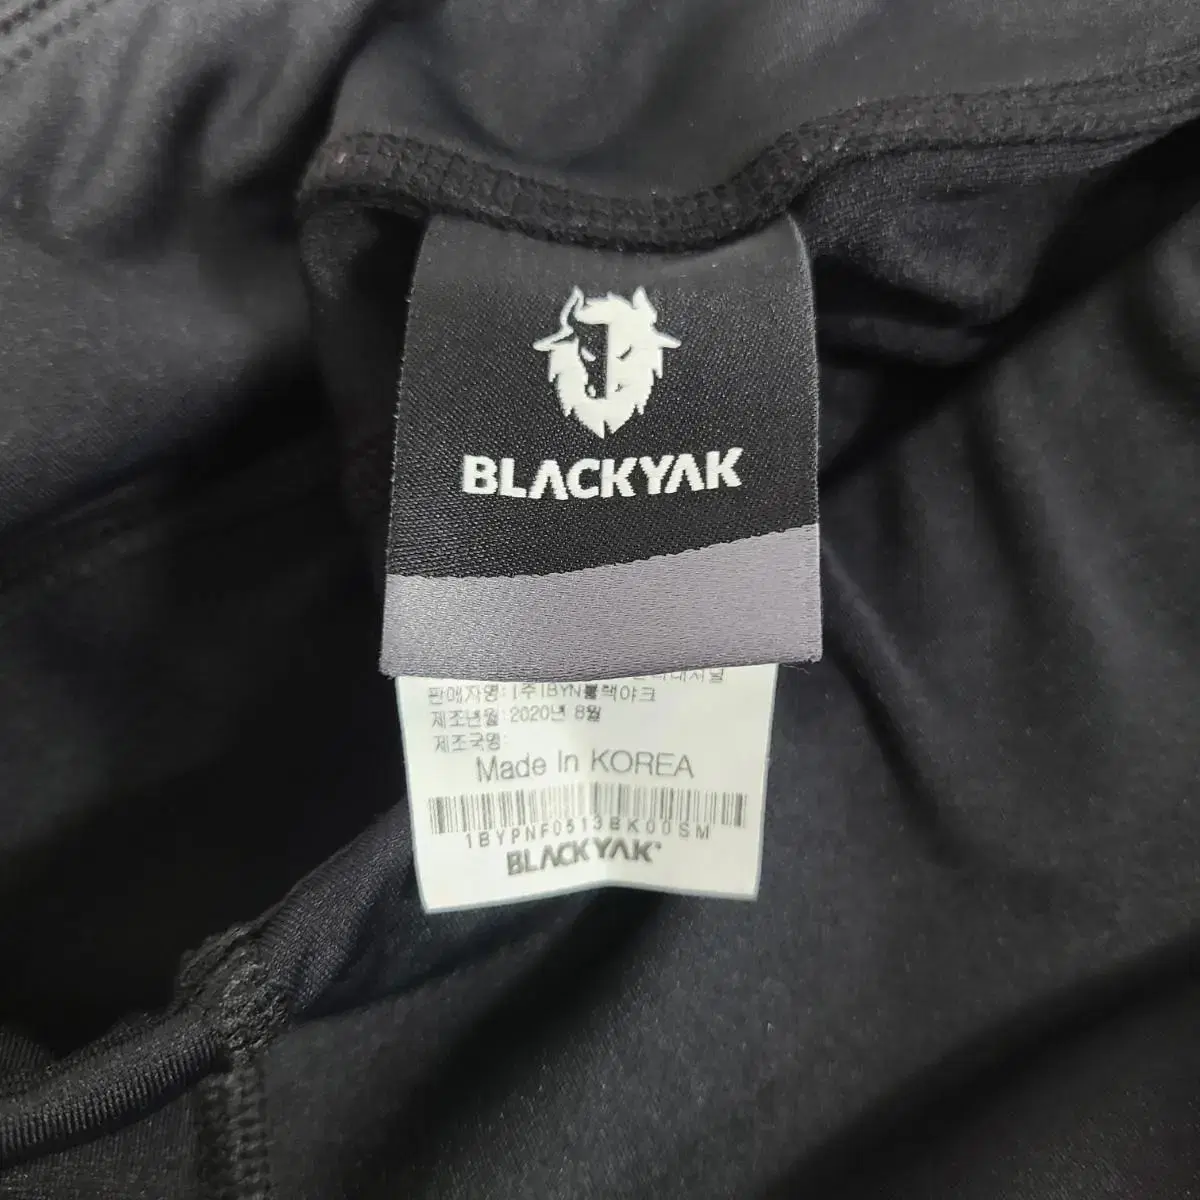 BLACKYAK
판매자명: (주)BYN블랙야크
제조년월: 2020년 8월
제조국명:
Made In KOREA
1BYPNF0513BK00SM
BLACKYAK